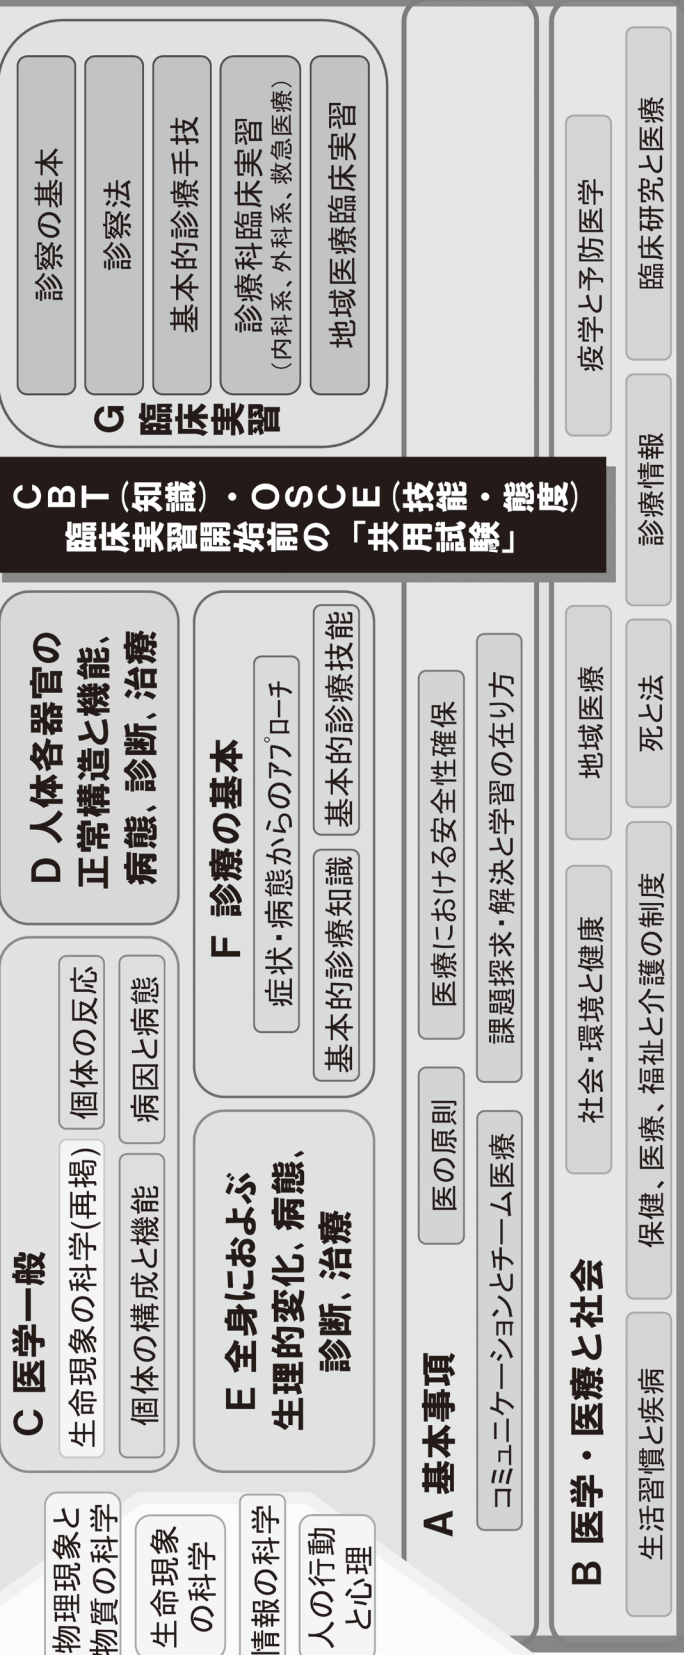 物理現象と
物質の科学
生命現象
の科学
情報の科学
人の行動
と心理
C 医学一般
生命現象の科学(再掲)
個体の反応
個体の構成と機能
病因と病態
D 人体各器官の
正常構造と機能、
病態、診断、治療
E 全身におよぶ
生理的変化、病態、
診断、治療
F 診療の基本
症状・病態からのアプローチ
基本的診療知識
基本的診療技能
CBT(知識)・OSCE(技能・態度)
臨床実習開始前の「共用試験」
G 臨床実習
診察の基本
診察法
基本的診療手技
診療科臨床実習
(内科系、外科系、救急医療)
地域医療臨床実習
A 基本事項
医の原則
医療における安全性確保
コミュニケーションとチーム医療
課題探求・解決と学習の在り方
B 医学・医療と社会
社会・環境と健康
地域医療
疫学と予防医学
生活習慣と疾病
保健、医療、福祉と介護の制度
死と法
診療情報
臨床研究と医療